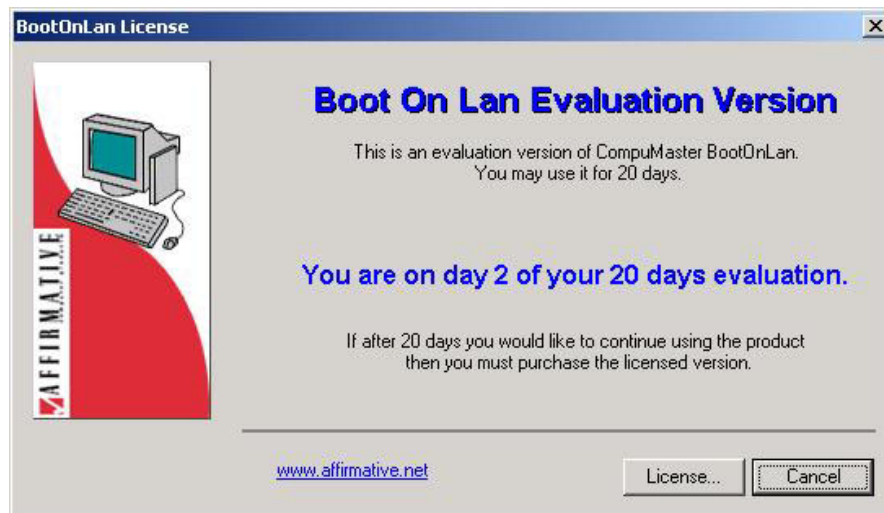 BootOnLan License
AFFIRMATIVE
Boot On Lan Evaluation Version
This is an evaluation version of CompuMaster BootOnLan.
You may use it for 20 days.
You are on day 2 of your 20 days evaluation.
If after 20 days you would like to continue using the product
then you must purchase the licensed version.
www.affirmative.net
License...
Cancel